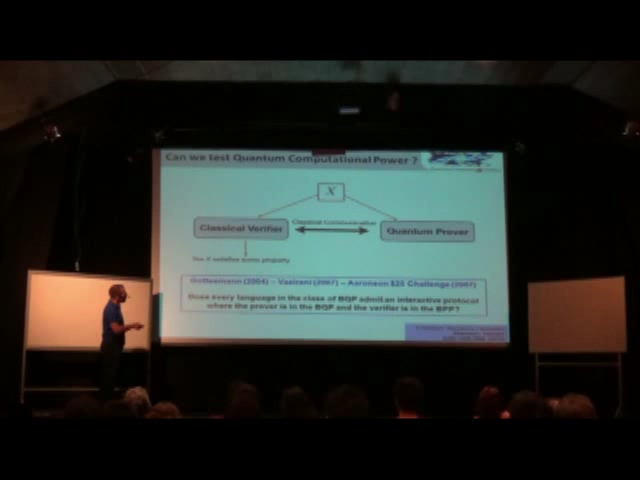 Can we test Quantum Computational Power ?
X
Classical Verifier
Classical Communication
Quantum Prover
Yes X satisfies some property
Gottesmann (2004) – Vazirani (2007) – Aaronson $25 Challenge (2007)
Does every language in the class of BQP admit an interactive protocol
where the prover is in the BQP and the verifier is in the BPP?